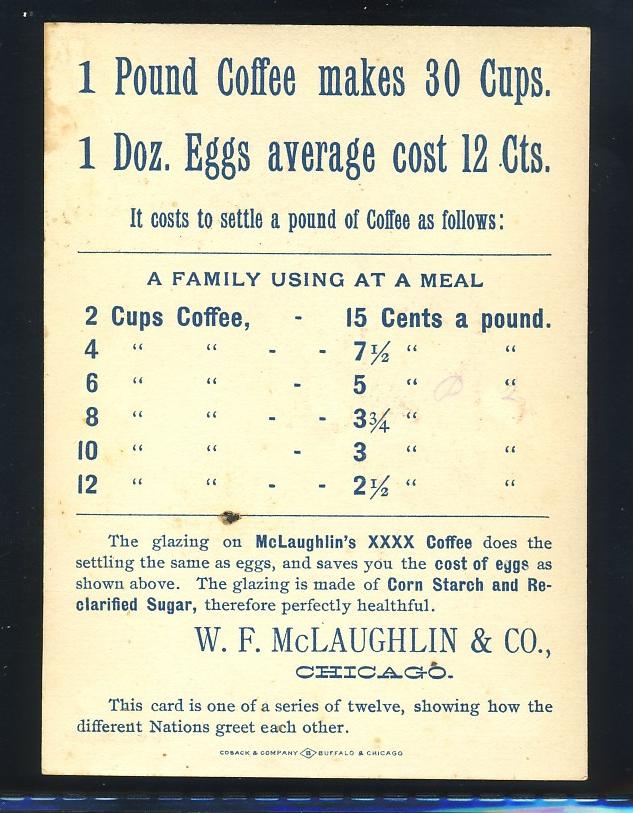 1 Pound Coffee makes 30 Cups.
1 Doz. Eggs average cost 12 Cts.
It costs to settle a pound of Coffee as follows:
A FAMILY USING AT A MEAL
2 Cups Coffee, - 15 Cents a pound.
4 “ “ - - 7½ “ “
6 “ “ - 5 “ “
8 “ “ - - 3¾ “
10 “ “ - 3 “ “
12 “ “ - - 2½ “ “
The glazing on McLaughlin's XXXX Coffee does the
settling the same as eggs, and saves you the cost of eggs as
shown above. The glazing is made of Corn Starch and Re-
clarified Sugar, therefore perfectly healthful.
W. F. McLAUGHLIN & CO.,
CHICAGO.
This card is one of a series of twelve, showing how the
different Nations greet each other.
COSACK & COMPANY B BUFFALO & CHICAGO